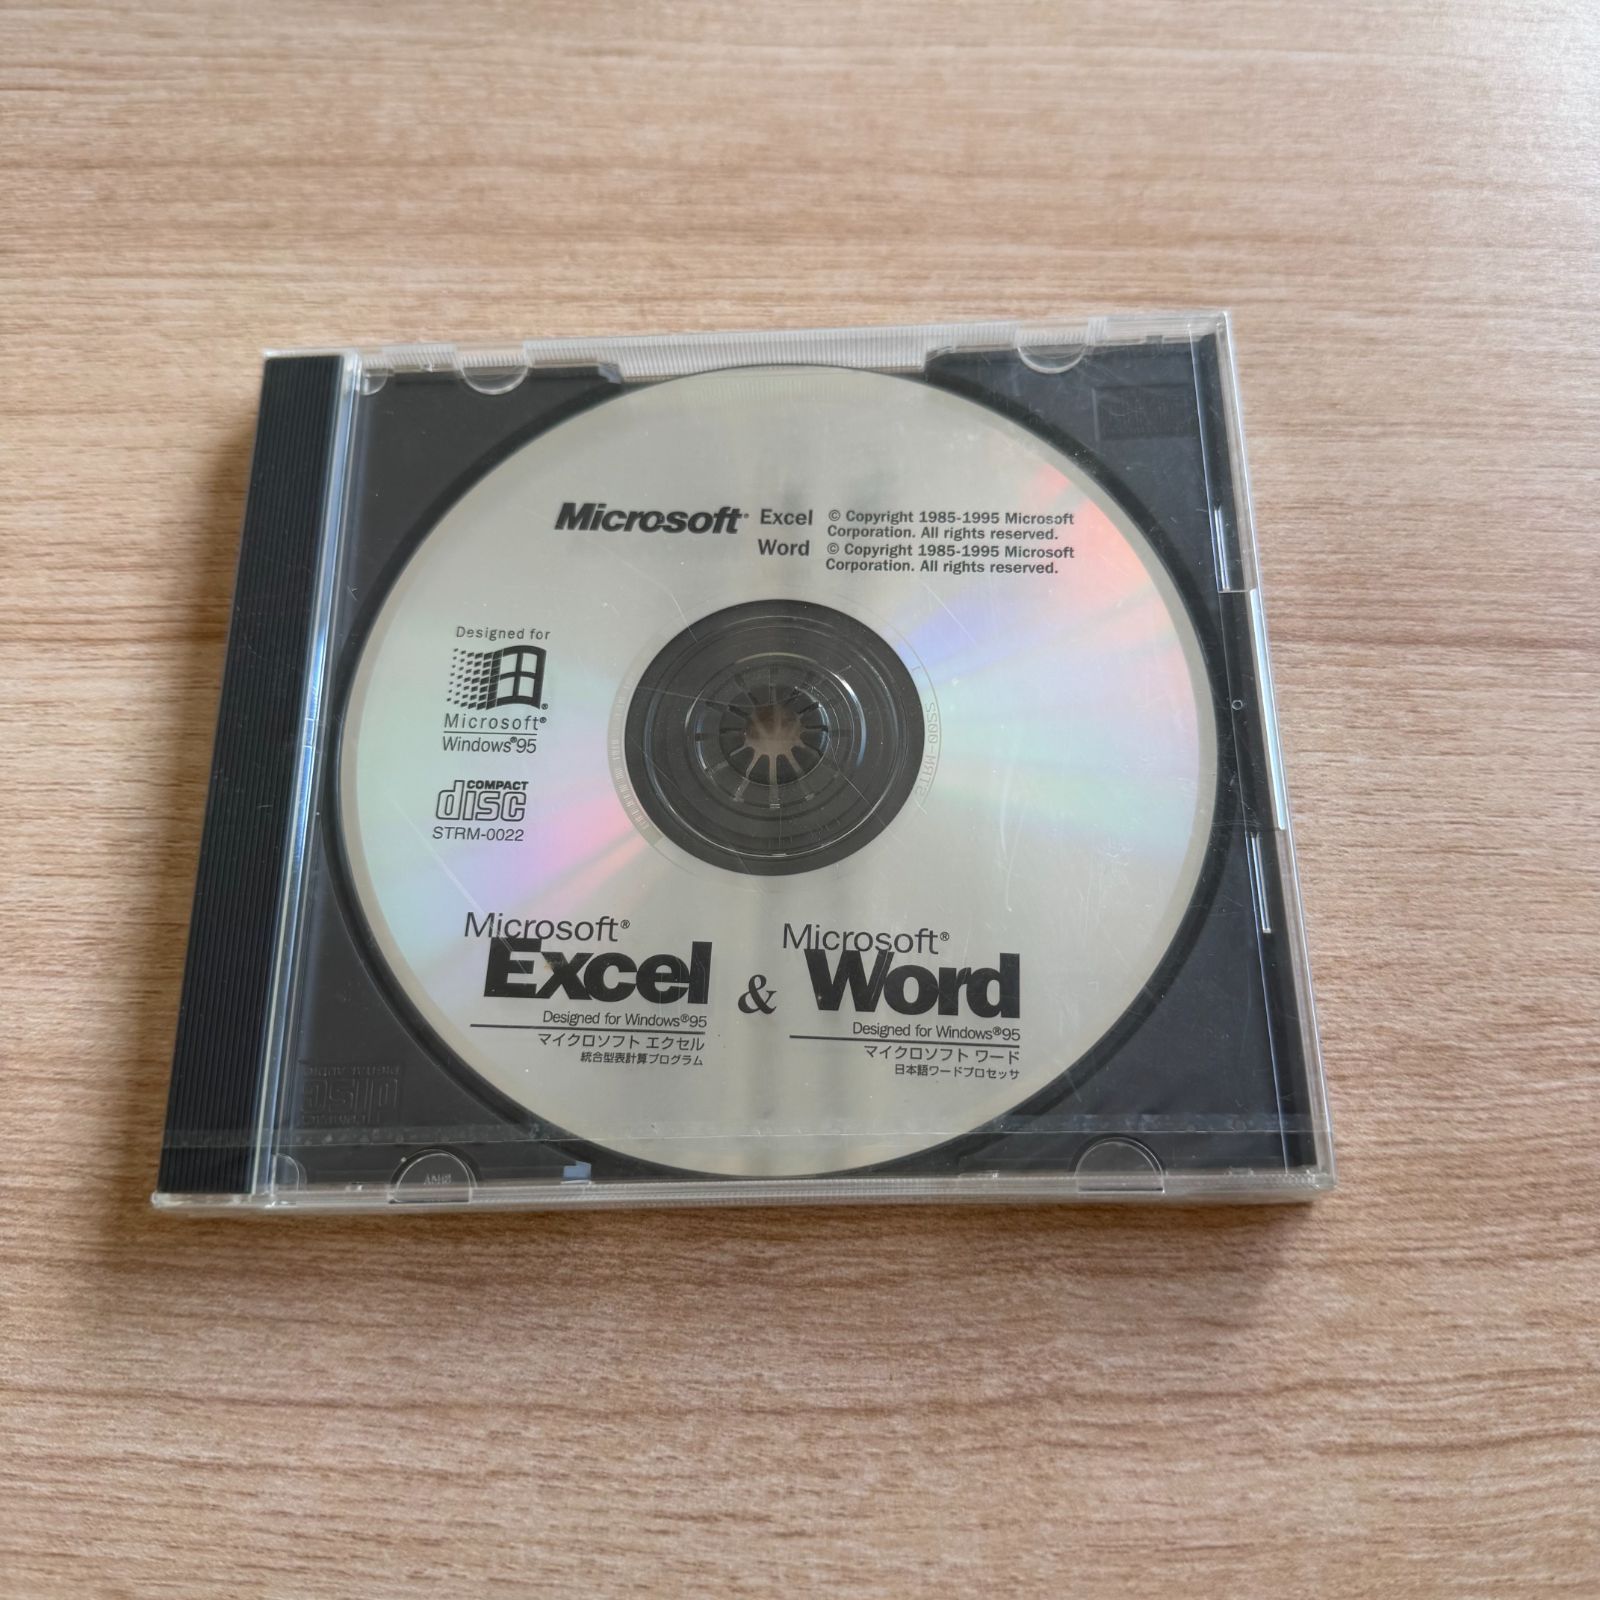 Microsoft® Excel © Copyright 1985-1995 Microsoft
Corporation. All rights reserved.
Word © Copyright 1985-1995 Microsoft
Corporation. All rights reserved.
Designed for
Microsoft®
Windows®95
COMPACT
disc
STRM-0022
STRM-0022
Microsoft®
Excel
Designed for Windows®95
マイクロソフト エクセル
統合型表計算プログラム
&
Microsoft®
Word
Designed for Windows®95
マイクロソフト ワード
日本語ワードプロセッサ